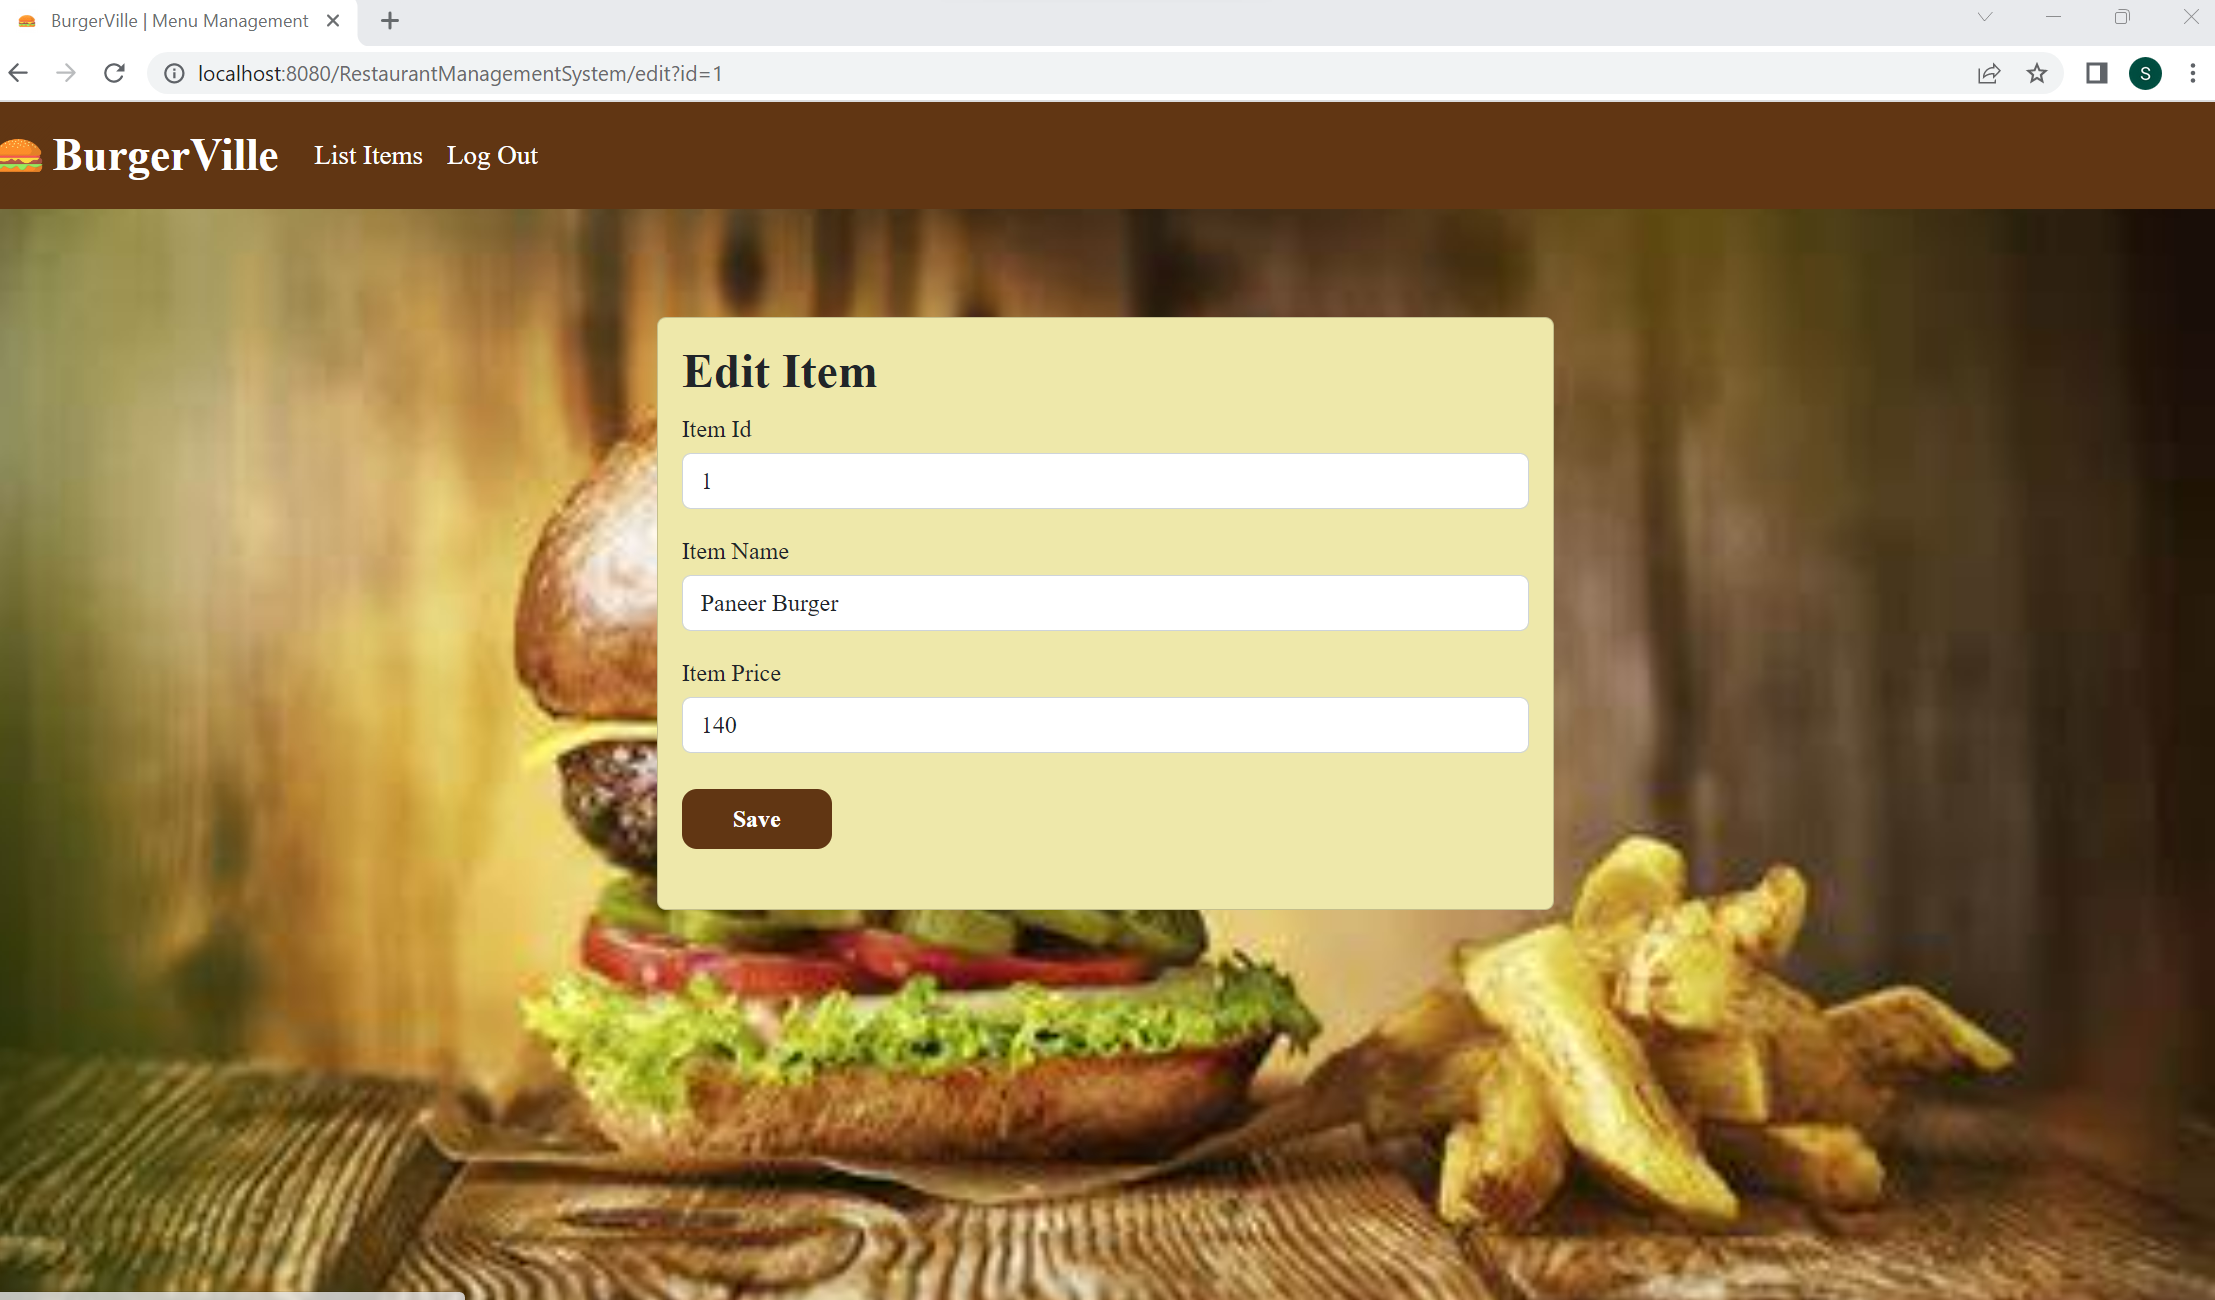 BurgerVille | Menu Management
localhost:8080/RestaurantManagementSystem/edit?id=1
S
BurgerVille List Items Log Out
Edit Item
Item Id
1
Item Name
Paneer Burger
Item Price
140
Save